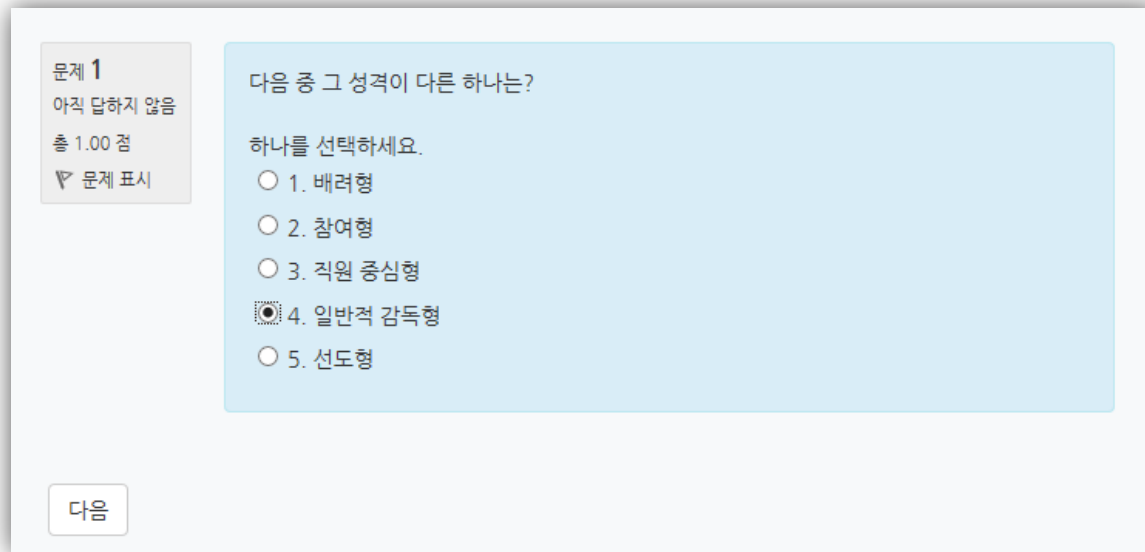 문제 1
아직 답하지 않음
총 1.00 점
문제 표시
다음 중 그 성격이 다른 하나는?
하나를 선택하세요.
1. 배려형
2. 참여형
3. 직원 중심형
4. 일반적 감독형
5. 선도형
다음